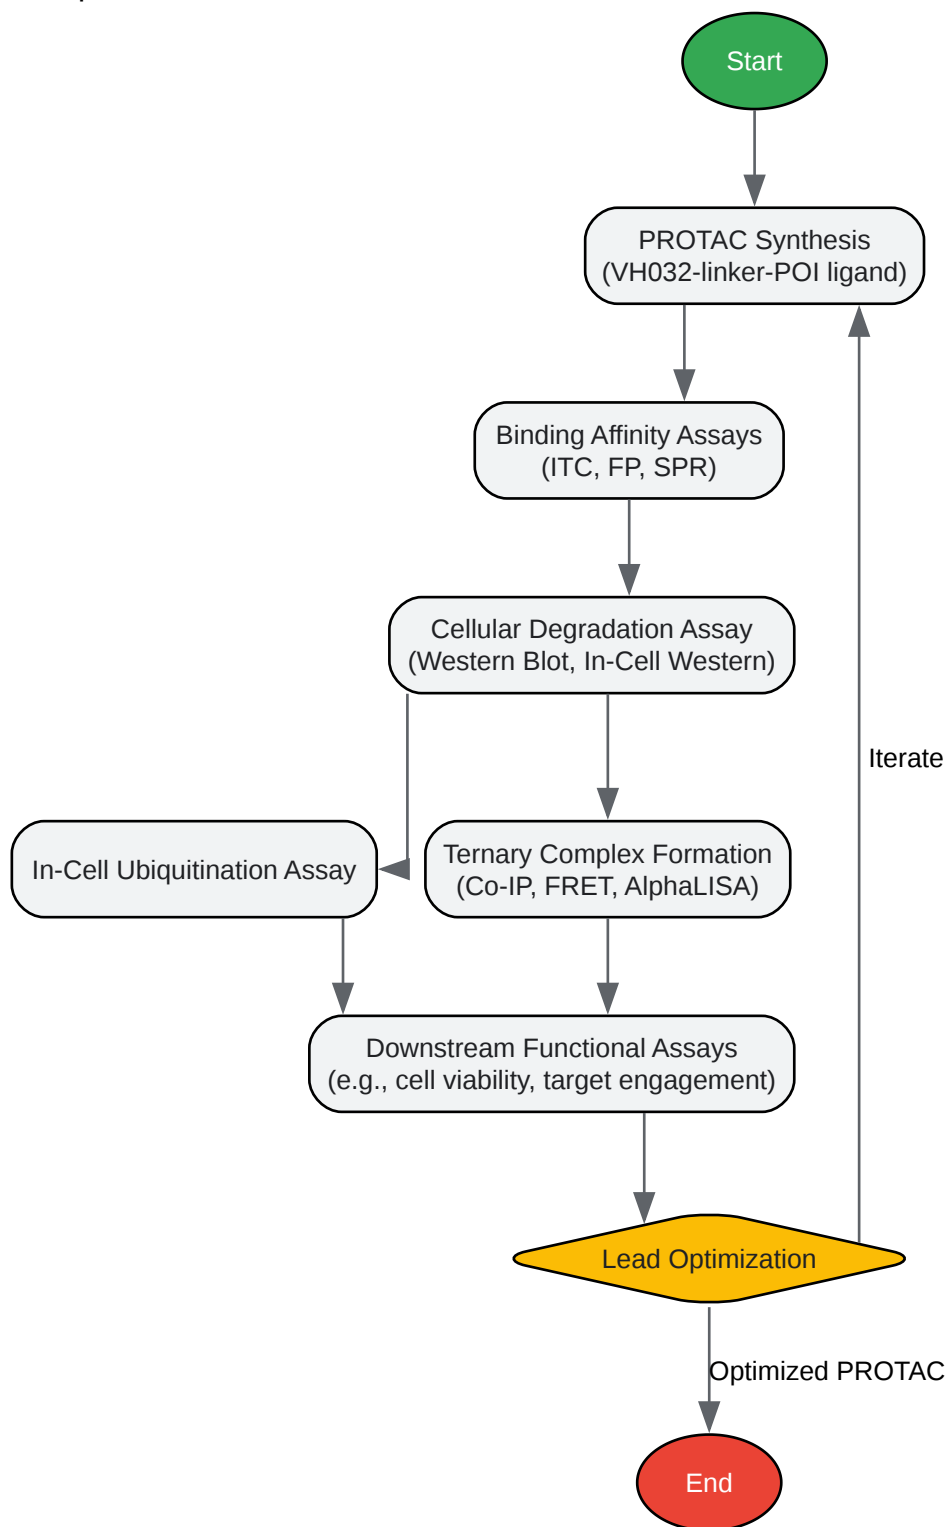 Start
PROTAC Synthesis
(VH032-linker-POI ligand)
Binding Affinity Assays
(ITC, FP, SPR)
Cellular Degradation Assay
(Western Blot, In-Cell Western)
Iterate
In-Cell Ubiquitination Assay
Ternary Complex Formation
(Co-IP, FRET, AlphaLISA)
Downstream Functional Assays
(e.g., cell viability, target engagement)
Lead Optimization
Optimized PROTAC
End